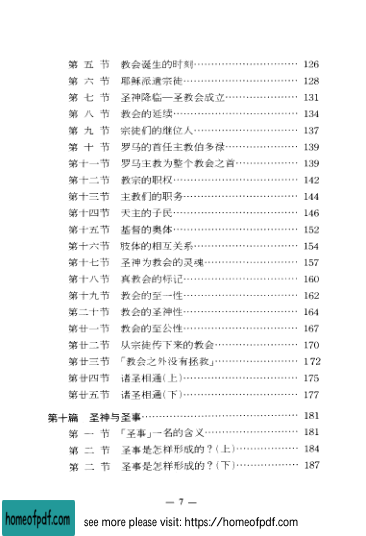 第 五 节 教会诞生的时刻………………………… 126
第 六 节 耶稣派遣宗徒………………………… 128
第 七 节 圣神降临—圣教会成立……………… 131
第 八 节 教会的延续…………………………… 134
第 九 节 宗徒们的继位人……………………… 137
第 十 节 罗马的首任主教伯多禄……………… 139
第十一节 罗马主教为整个教会之首…………… 139
第十二节 教宗的职权…………………………… 142
第十三节 主教们的职务………………………… 144
第十四节 天主的子民…………………………… 146
第十五节 基督的奥体…………………………… 152
第十六节 肢体的相互关系……………………… 154
第十七节 圣神为教会的灵魂…………………… 157
第十八节 真教会的标记………………………… 160
第十九节 教会的至一性………………………… 162
第二十节 教会的圣神性………………………… 164
第廿一节 教会的至公性………………………… 167
第廿二节 从宗徒传下来的教会………………… 170
第廿三节 「教会之外没有拯救」……………… 172
第廿四节 诸圣相通(上)………………………… 175
第廿五节 诸圣相通(下)………………………… 177
第十篇 圣神与圣事……………………………… 181
第 一 节 「圣事」一名的含义………………… 181
第 二 节 圣事是怎样形成的?(上)…………… 184
第 二 节 圣事是怎样形成的?(下)…………… 187
— 7 —
homeofpdf.com see more please visit: https://homeofpdf.com